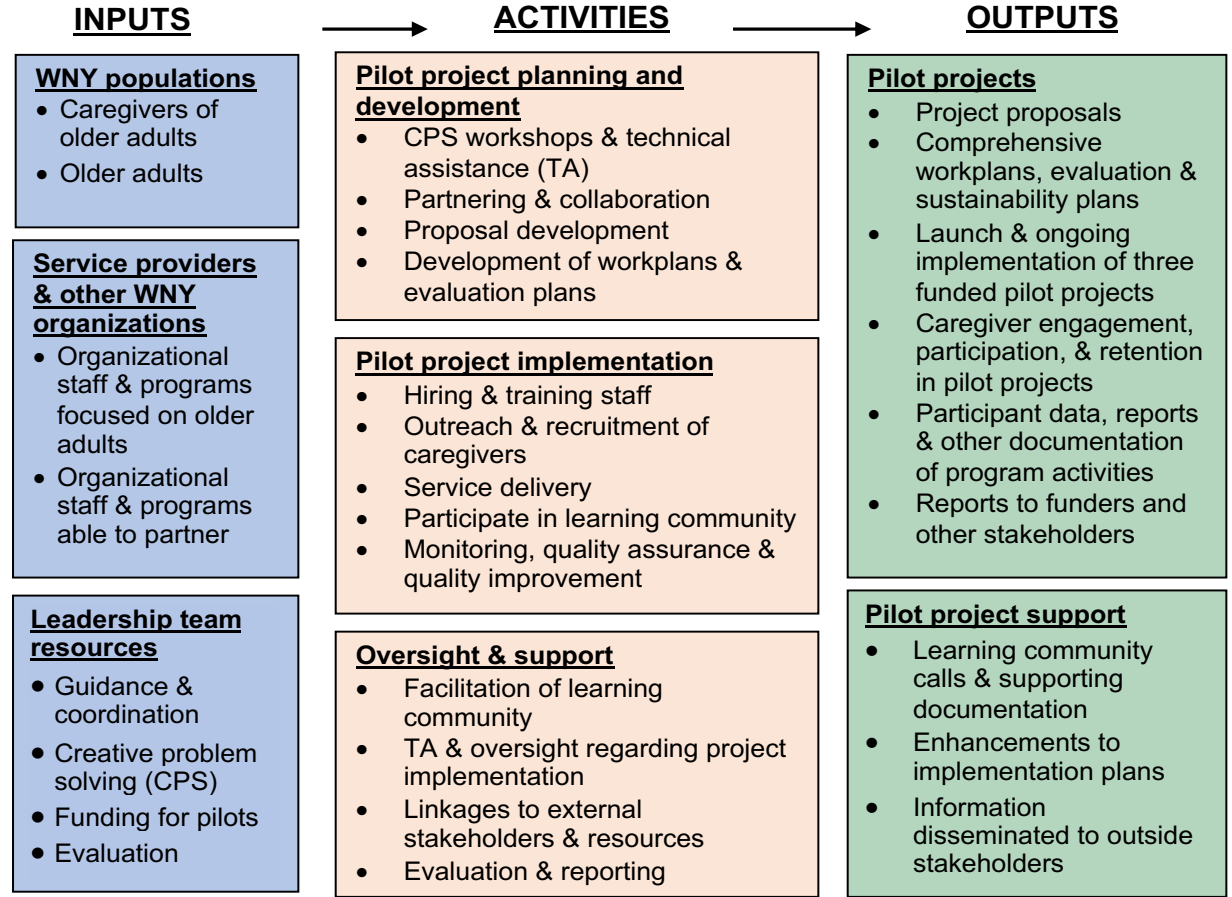 INPUTS
ACTIVITIES
OUTPUTS
WNY populations
• Caregivers of
older adults
• Older adults
Service providers
& other WNY
organizations
• Organizational
staff & programs
focused on older
adults
• Organizational
staff & programs
able to partner
Leadership team
resources
• Guidance &
coordination
• Creative problem
solving (CPS)
• Funding for pilots
• Evaluation
Pilot project planning and
development
• CPS workshops & technical
assistance (TA)
• Partnering & collaboration
• Proposal development
• Development of workplans &
evaluation plans
Pilot project implementation
• Hiring & training staff
• Outreach & recruitment of
caregivers
• Service delivery
• Participate in learning community
• Monitoring, quality assurance &
quality improvement
Oversight & support
• Facilitation of learning
community
• TA & oversight regarding project
implementation
• Linkages to external
stakeholders & resources
• Evaluation & reporting
Pilot projects
• Project proposals
• Comprehensive
workplans, evaluation &
sustainability plans
• Launch & ongoing
implementation of three
funded pilot projects
• Caregiver engagement,
participation, & retention
in pilot projects
• Participant data, reports
& other documentation
of program activities
• Reports to funders and
other stakeholders
Pilot project support
• Learning community
calls & supporting
documentation
• Enhancements to
implementation plans
• Information
disseminated to outside
stakeholders